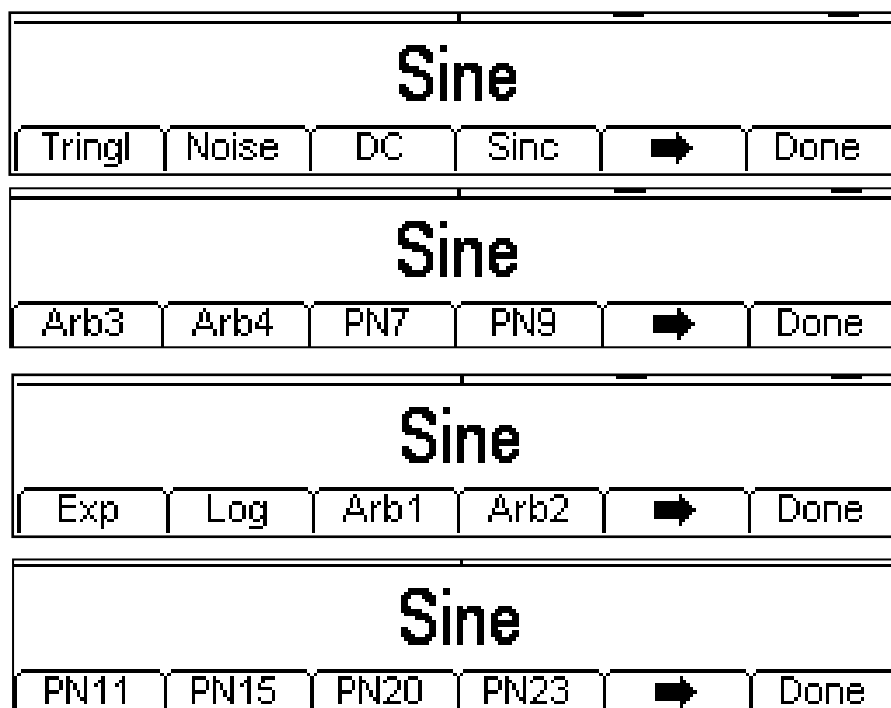 Sine
Tringl Noise DC Sinc ➡ Done
Sine
Arb3 Arb4 PN7 PN9 ➡ Done
Sine
Exp Log Arb1 Arb2 ➡ Done
Sine
PN11 PN15 PN20 PN23 ➡ Done